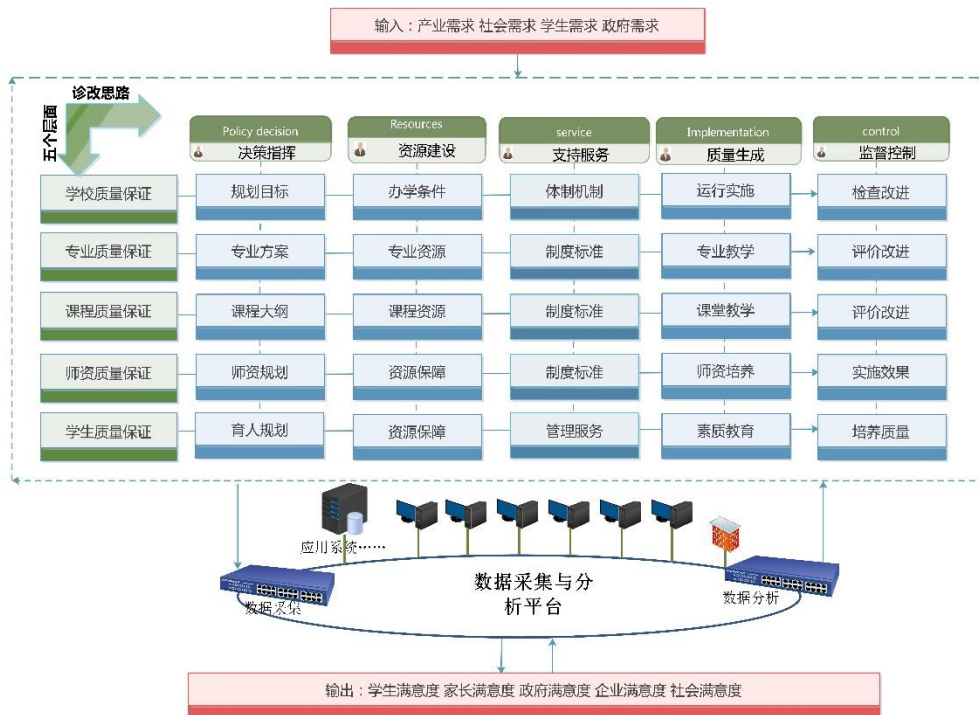 输入：产业需求 社会需求 学生需求 政府需求
诊改思路
五个层面
Policy decision
决策指挥
Resources
资源建设
service
支持服务
Implementation
质量生成
control
监督控制
学校质量保证
规划目标
办学条件
体制机制
运行实施
检查改进
专业质量保证
专业方案
专业资源
制度标准
专业教学
评价改进
课程质量保证
课程大纲
课程资源
制度标准
课堂教学
评价改进
师资质量保证
师资规划
资源保障
制度标准
师资培养
实施效果
学生质量保证
育人规划
资源保障
管理服务
素质教育
培养质量
应用系统……
数据采集与分
析平台
数据采集
数据分析
输出：学生满意度 家长满意度 政府满意度 企业满意度 社会满意度